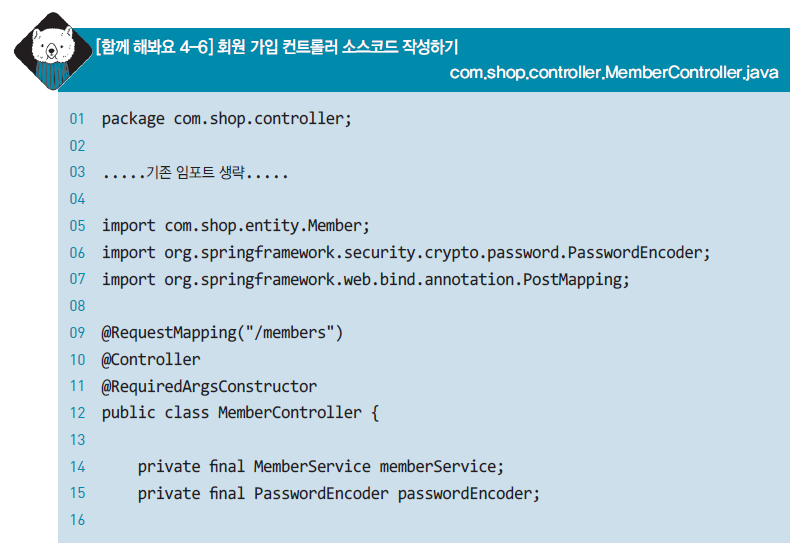 [함께 해봐요 4-6] 회원 가입 컨트롤러 소스코드 작성하기
com.shop.controller.MemberController.java
01 package com.shop.controller;
02
03 .....기존 임포트 생략.....
04
05 import com.shop.entity.Member;
06 import org.springframework.security.crypto.password.PasswordEncoder;
07 import org.springframework.web.bind.annotation.PostMapping;
08
09 @RequestMapping("/members")
10 @Controller
11 @RequiredArgsConstructor
12 public class MemberController {
13
14     private final MemberService memberService;
15     private final PasswordEncoder passwordEncoder;
16